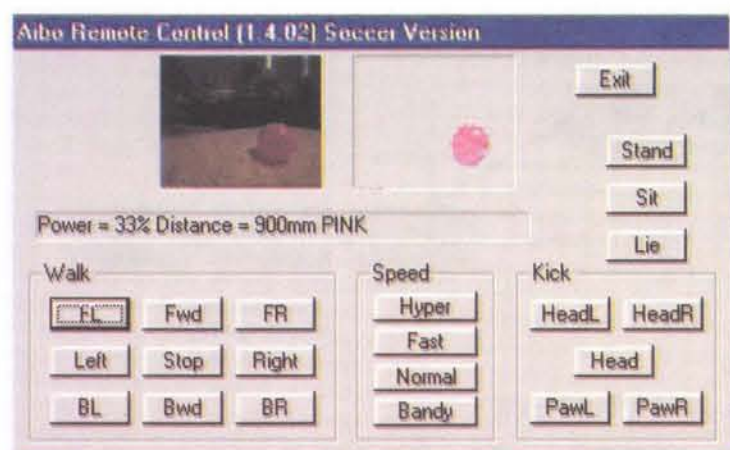 Aibo Remote Control (1.4.02) Soccer Version
Exit
Stand
Sit
Lie
Power = 33% Distance = 900mm PINK
Walk
FL Fwd FR
Left Stop Right
BL Bwd BR
Speed
Hyper
Fast
Normal
Bandy
Kick
HeadL HeadR
Head
PawL PawR